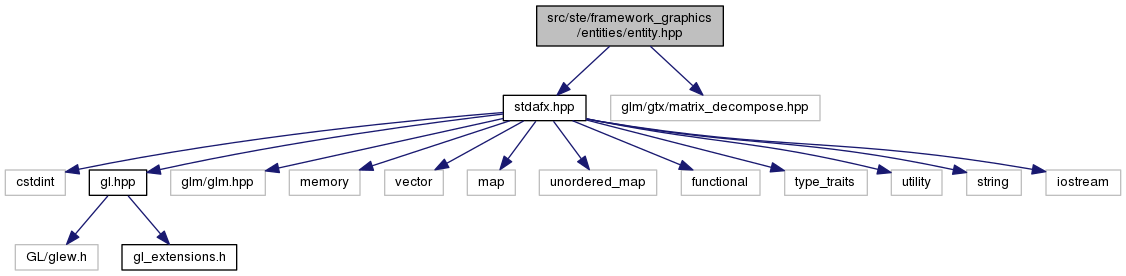 src/ste/framework_graphics
/entities/entity.hpp
stdafx.hpp
glm/gtx/matrix_decompose.hpp
cstdint
gl.hpp
glm/glm.hpp
memory
vector
map
unordered_map
functional
type_traits
utility
string
iostream
GL/glew.h
gl_extensions.h